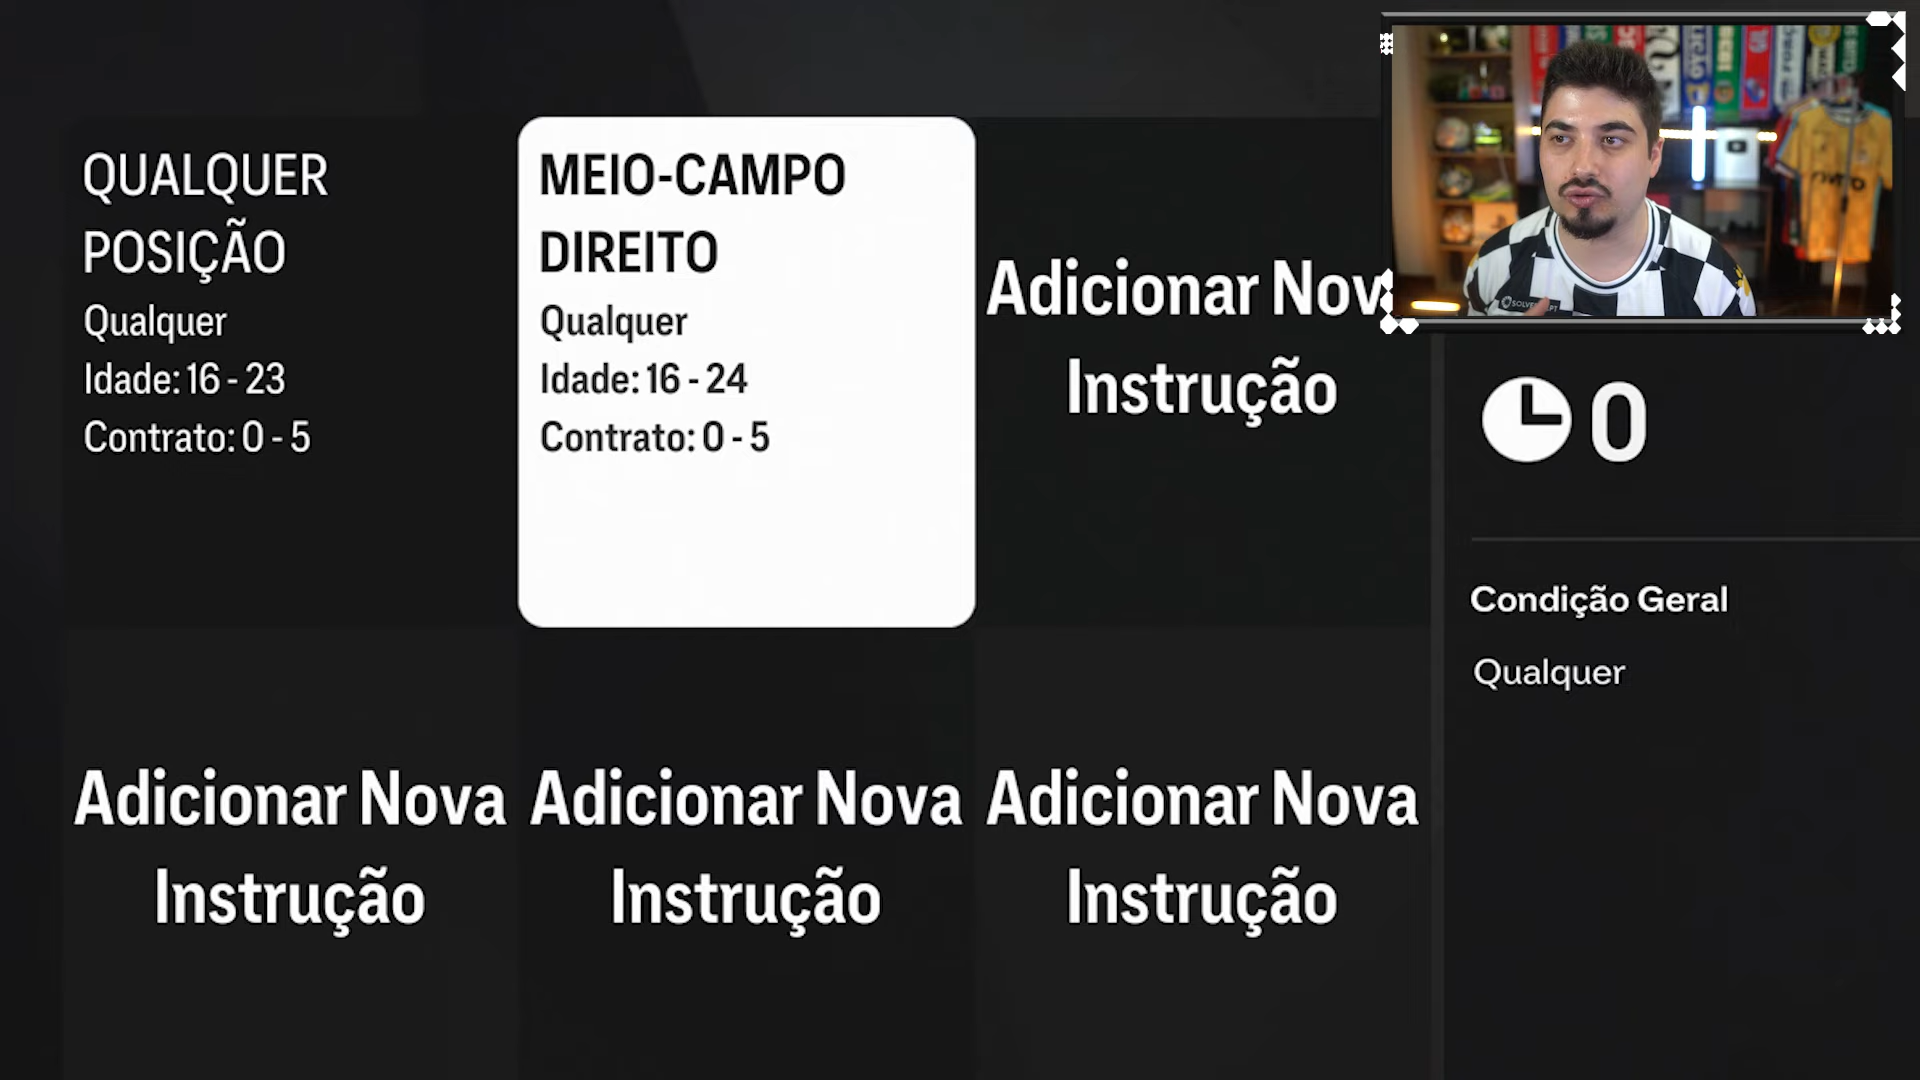 QUALQUER
POSIÇÃO
Qualquer
Idade: 16 - 23
Contrato: 0 - 5
MEIO-CAMPO
DIREITO
Qualquer
Idade: 16 - 24
Contrato: 0 - 5
Adicionar Nov
Instrução
0
Condição Geral
Qualquer
Adicionar Nova
Instrução
Adicionar Nova
Instrução
Adicionar Nova
Instrução